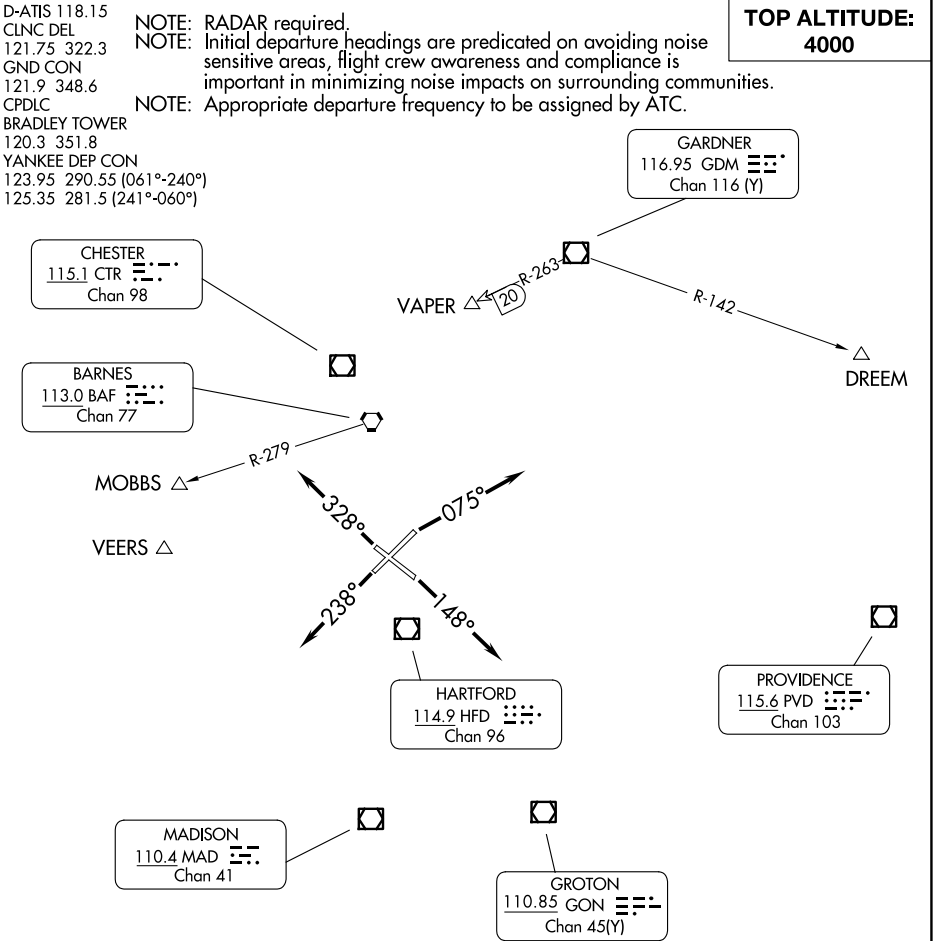 D-ATIS 118.15
CLNC DEL
121.75 322.3
GND CON
121.9 348.6
CPDLC
BRADLEY TOWER
120.3 351.8
YANKEE DEP CON
123.95 290.55 (061°-240°)
125.35 281.5 (241°-060°)
NOTE: RADAR required.
NOTE: Initial departure headings are predicated on avoiding noise
sensitive areas, flight crew awareness and compliance is
important in minimizing noise impacts on surrounding communities.
NOTE: Appropriate departure frequency to be assigned by ATC.
TOP ALTITUDE:
4000
GARDNER
116.95 GDM
Chan 116 (Y)
CHESTER
115.1 CTR
Chan 98
VAPER
20
R-263
R-142
DREEM
BARNES
113.0 BAF
Chan 77
R-279
MOBBS
VEERS
328°
075°
238°
148°
HARTFORD
114.9 HFD
Chan 96
PROVIDENCE
115.6 PVD
Chan 103
MADISON
110.4 MAD
Chan 41
GROTON
110.85 GON
Chan 45(Y)